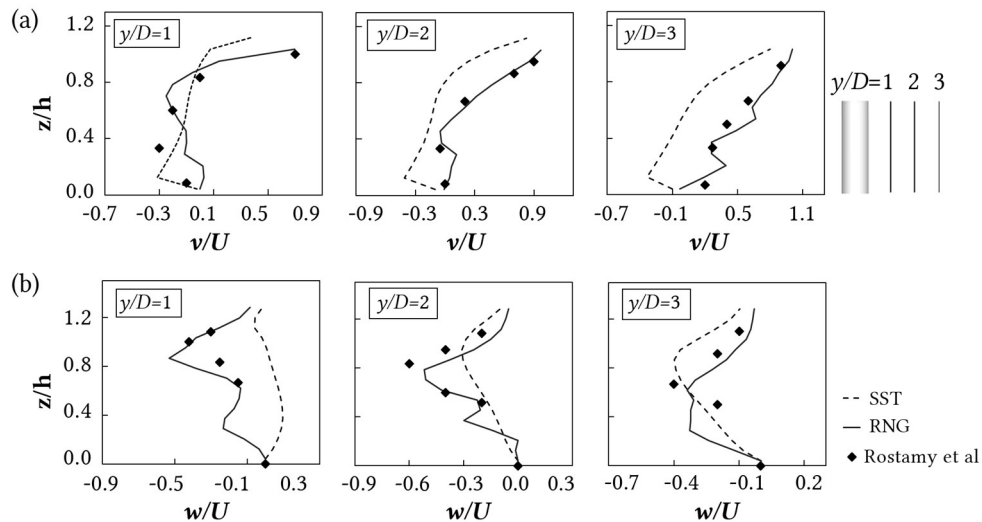 (a)
y/D=1
y/D=2
y/D=3
1.2
0.8
0.4
0.0
z/h
-0.7 -0.3 0.1 0.5 0.9
-0.7 -0.3 0.1 0.5 0.9
-0.7 -0.1 0.5 1.1
v/U
v/U
v/U
y/D=1 2 3
(b)
y/D=1
y/D=2
y/D=3
1.2
0.8
0.4
0.0
z/h
-0.9 -0.5 -0.1 0.3
-0.9 -0.6 -0.3 0.0 0.3
-0.7 -0.4 -0.1 0.2
w/U
w/U
w/U
SST
RNG
Rostamy et al